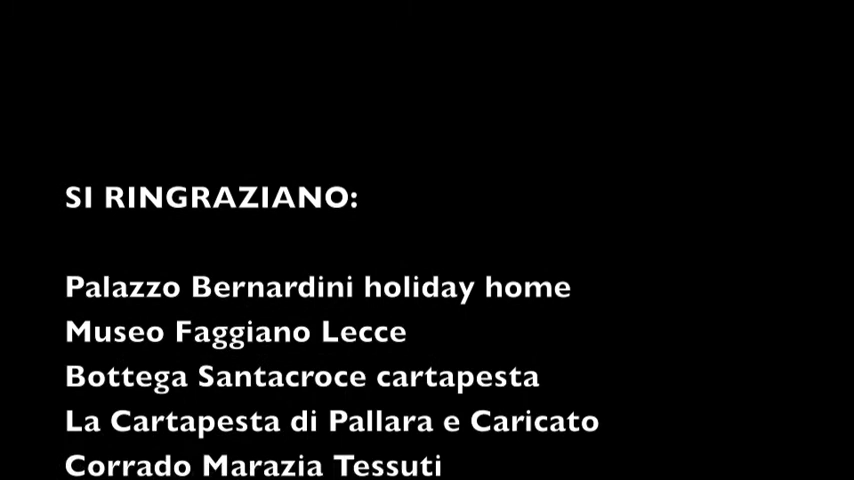 SI RINGRAZIANO:
Palazzo Bernardini holiday home
Museo Faggiano Lecce
Bottega Santacroce cartapesta
La Cartapesta di Pallara e Caricato
Corrado Marazia Tessuti